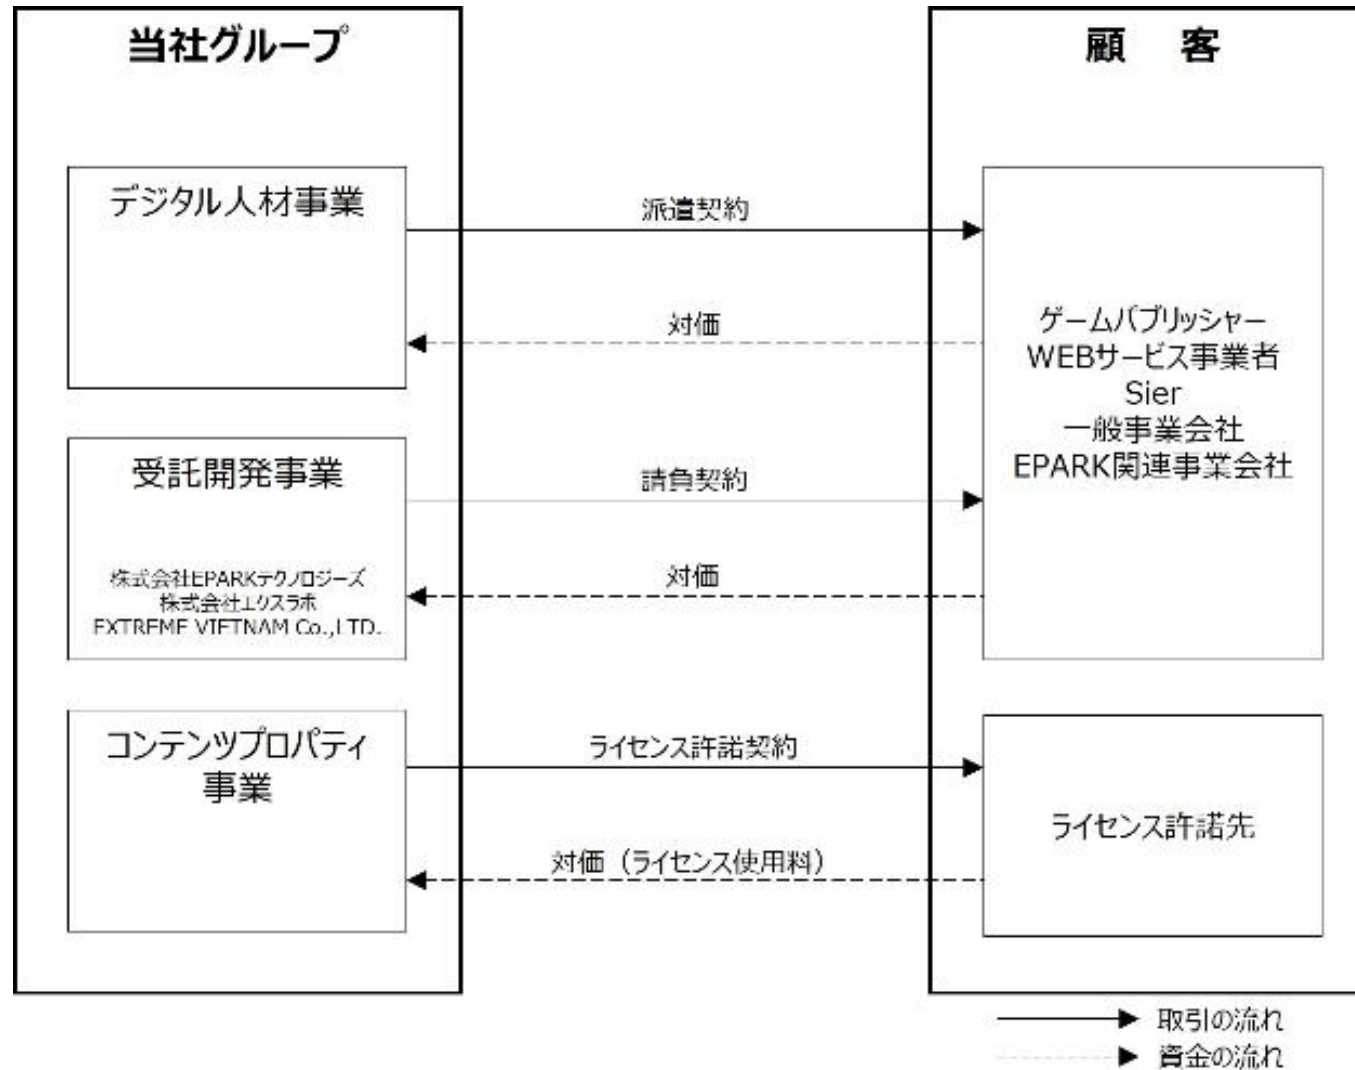 当社グループ
顧 客
デジタル人材事業
派遣契約
対価
ゲームパブリッシャー
WEBサービス事業者
Sier
一般事業会社
EPARK関連事業会社
受託開発事業
株式会社EPARKテクノロジーズ
株式会社エクスラボ
EXTREME VIETNAM Co.,LTD.
請負契約
対価
コンテンツプロパティ
事業
ライセンス許諾契約
対価（ライセンス使用料）
ライセンス許諾先
取引の流れ
資金の流れ